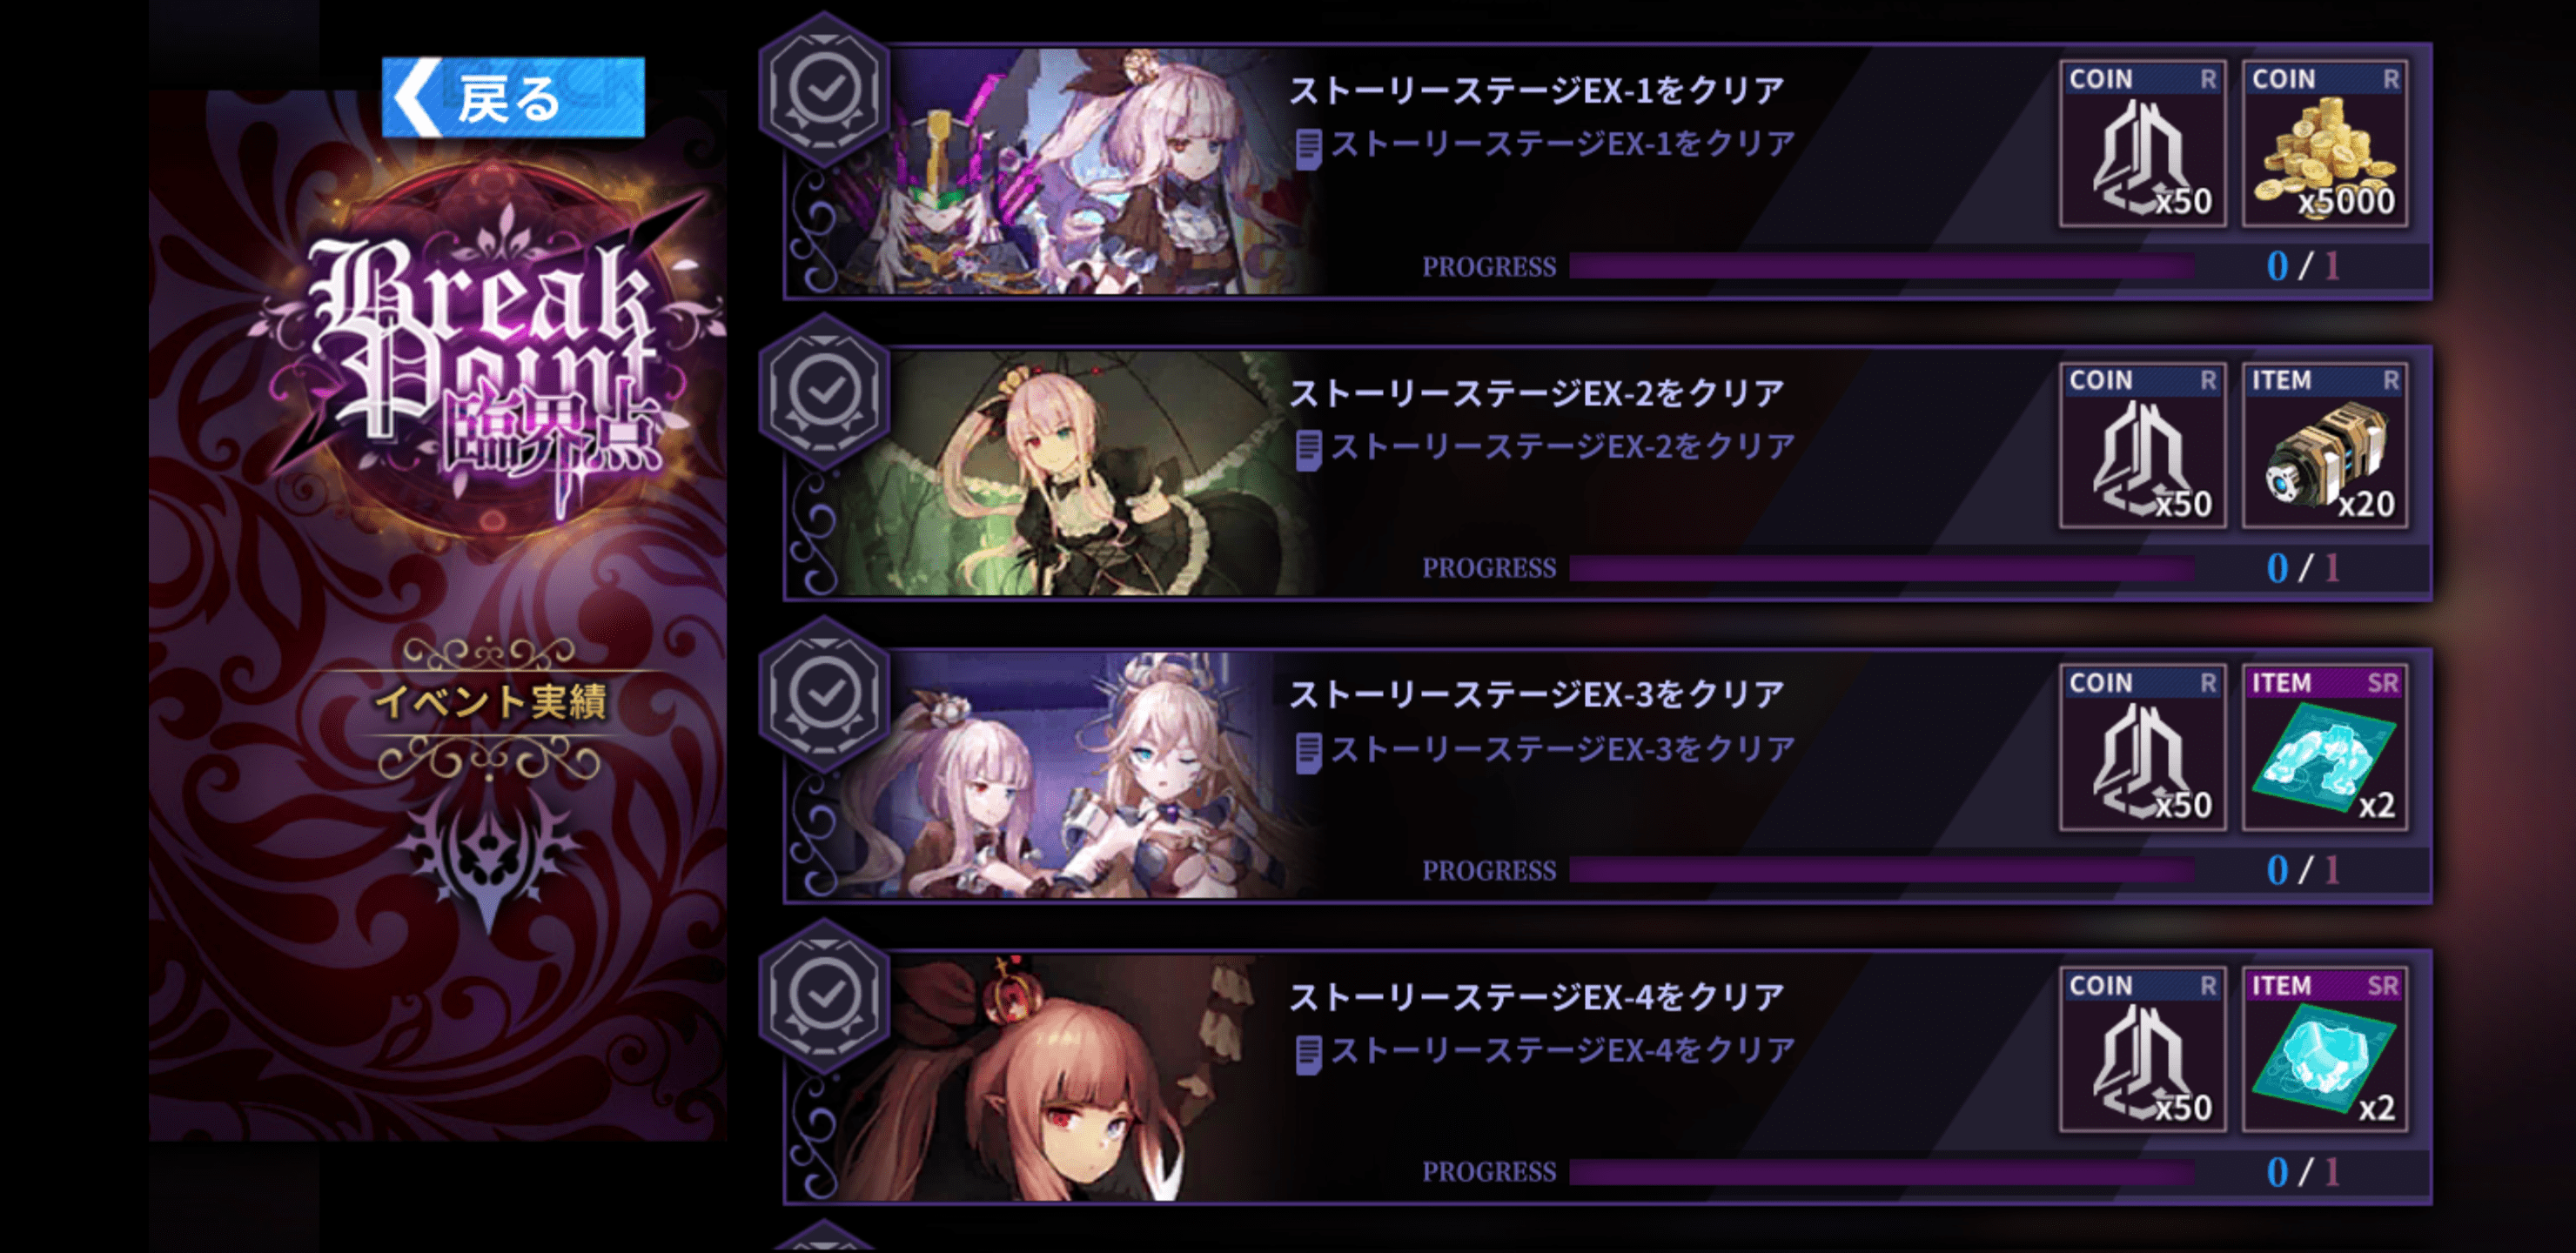 戻る
Break
Point
臨界点
イベント実績
ストーリーステージEX-1をクリア
ストーリーステージEX-1をクリア
COIN R
x50
COIN R
x5000
PROGRESS
0 / 1
ストーリーステージEX-2をクリア
ストーリーステージEX-2をクリア
COIN R
x50
ITEM R
x20
PROGRESS
0 / 1
ストーリーステージEX-3をクリア
ストーリーステージEX-3をクリア
COIN R
x50
ITEM SR
x2
PROGRESS
0 / 1
ストーリーステージEX-4をクリア
ストーリーステージEX-4をクリア
COIN R
x50
ITEM SR
x2
PROGRESS
0 / 1